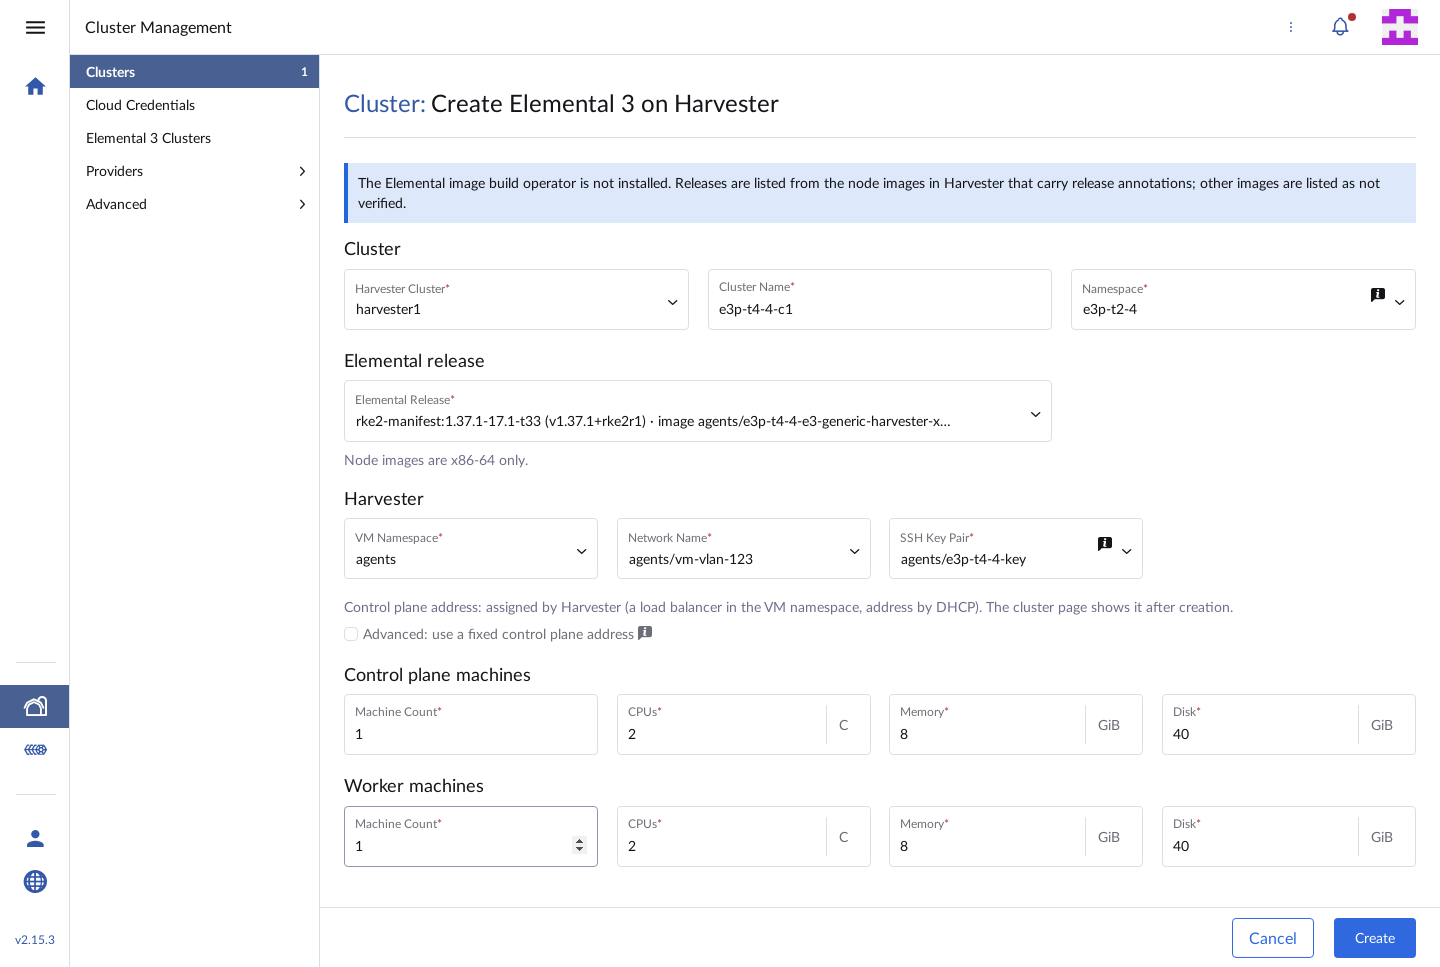 Cluster Management
Clusters 1
Cloud Credentials
Elemental 3 Clusters
Providers
Advanced
v2.15.3
Cluster: Create Elemental 3 on Harvester
The Elemental image build operator is not installed. Releases are listed from the node images in Harvester that carry release annotations; other images are listed as not
verified.
Cluster
Harvester Cluster*
harvester1
Cluster Name*
e3p-t4-4-c1
Namespace*
e3p-t2-4
Elemental release
Elemental Release*
rke2-manifest:1.37.1-17.1-t33 (v1.37.1+rke2r1) · image agents/e3p-t4-4-e3-generic-harvester-x...
Node images are x86-64 only.
Harvester
VM Namespace*
agents
Network Name*
agents/vm-vlan-123
SSH Key Pair*
agents/e3p-t4-4-key
Control plane address: assigned by Harvester (a load balancer in the VM namespace, address by DHCP). The cluster page shows it after creation.
Advanced: use a fixed control plane address
Control plane machines
Machine Count*
1
CPUs*
2 C
Memory*
8 GiB
Disk*
40 GiB
Worker machines
Machine Count*
1
CPUs*
2 C
Memory*
8 GiB
Disk*
40 GiB
Cancel Create